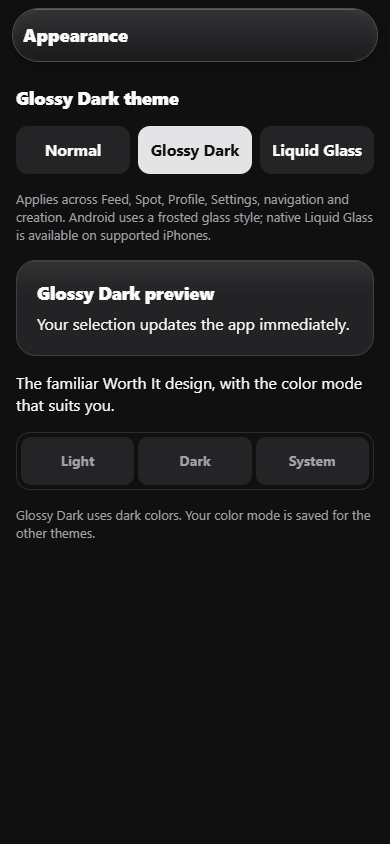 Appearance
Glossy Dark theme
Normal
Glossy Dark
Liquid Glass
Applies across Feed, Spot, Profile, Settings, navigation and
creation. Android uses a frosted glass style; native Liquid Glass
is available on supported iPhones.
Glossy Dark preview
Your selection updates the app immediately.
The familiar Worth It design, with the color mode
that suits you.
Light
Dark
System
Glossy Dark uses dark colors. Your color mode is saved for the
other themes.